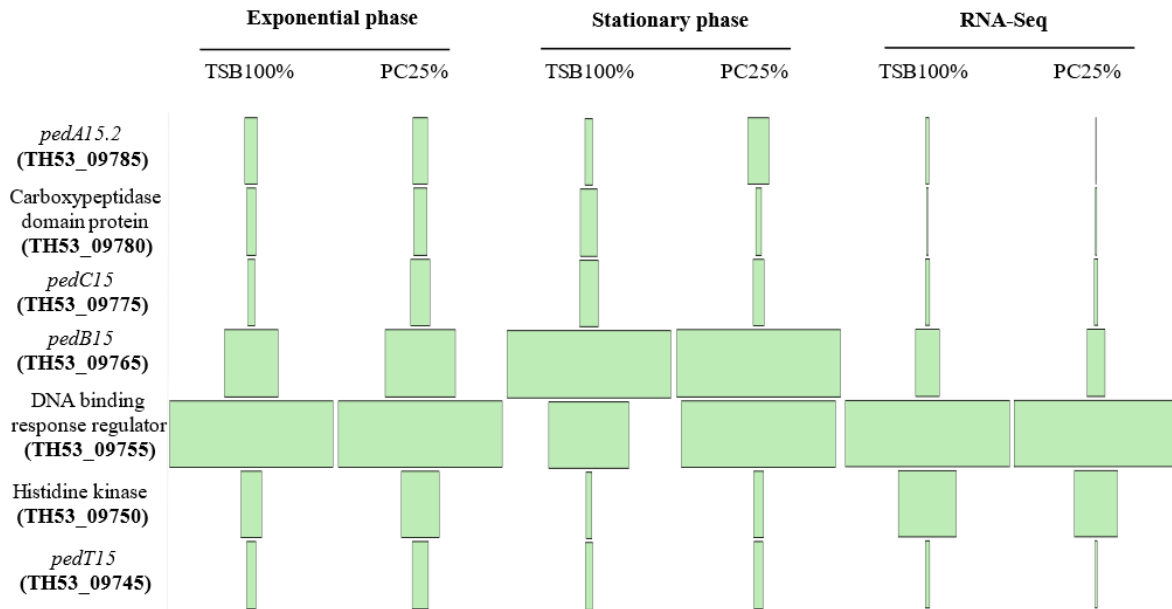 Exponential phase
Stationary phase
RNA-Seq
TSB100%
PC25%
TSB100%
PC25%
TSB100%
PC25%
pedA15.2
(TH53_09785)
Carboxypeptidase
domain protein
(TH53_09780)
pedC15
(TH53_09775)
pedB15
(TH53_09765)
DNA binding
response regulator
(TH53_09755)
Histidine kinase
(TH53_09750)
pedT15
(TH53_09745)